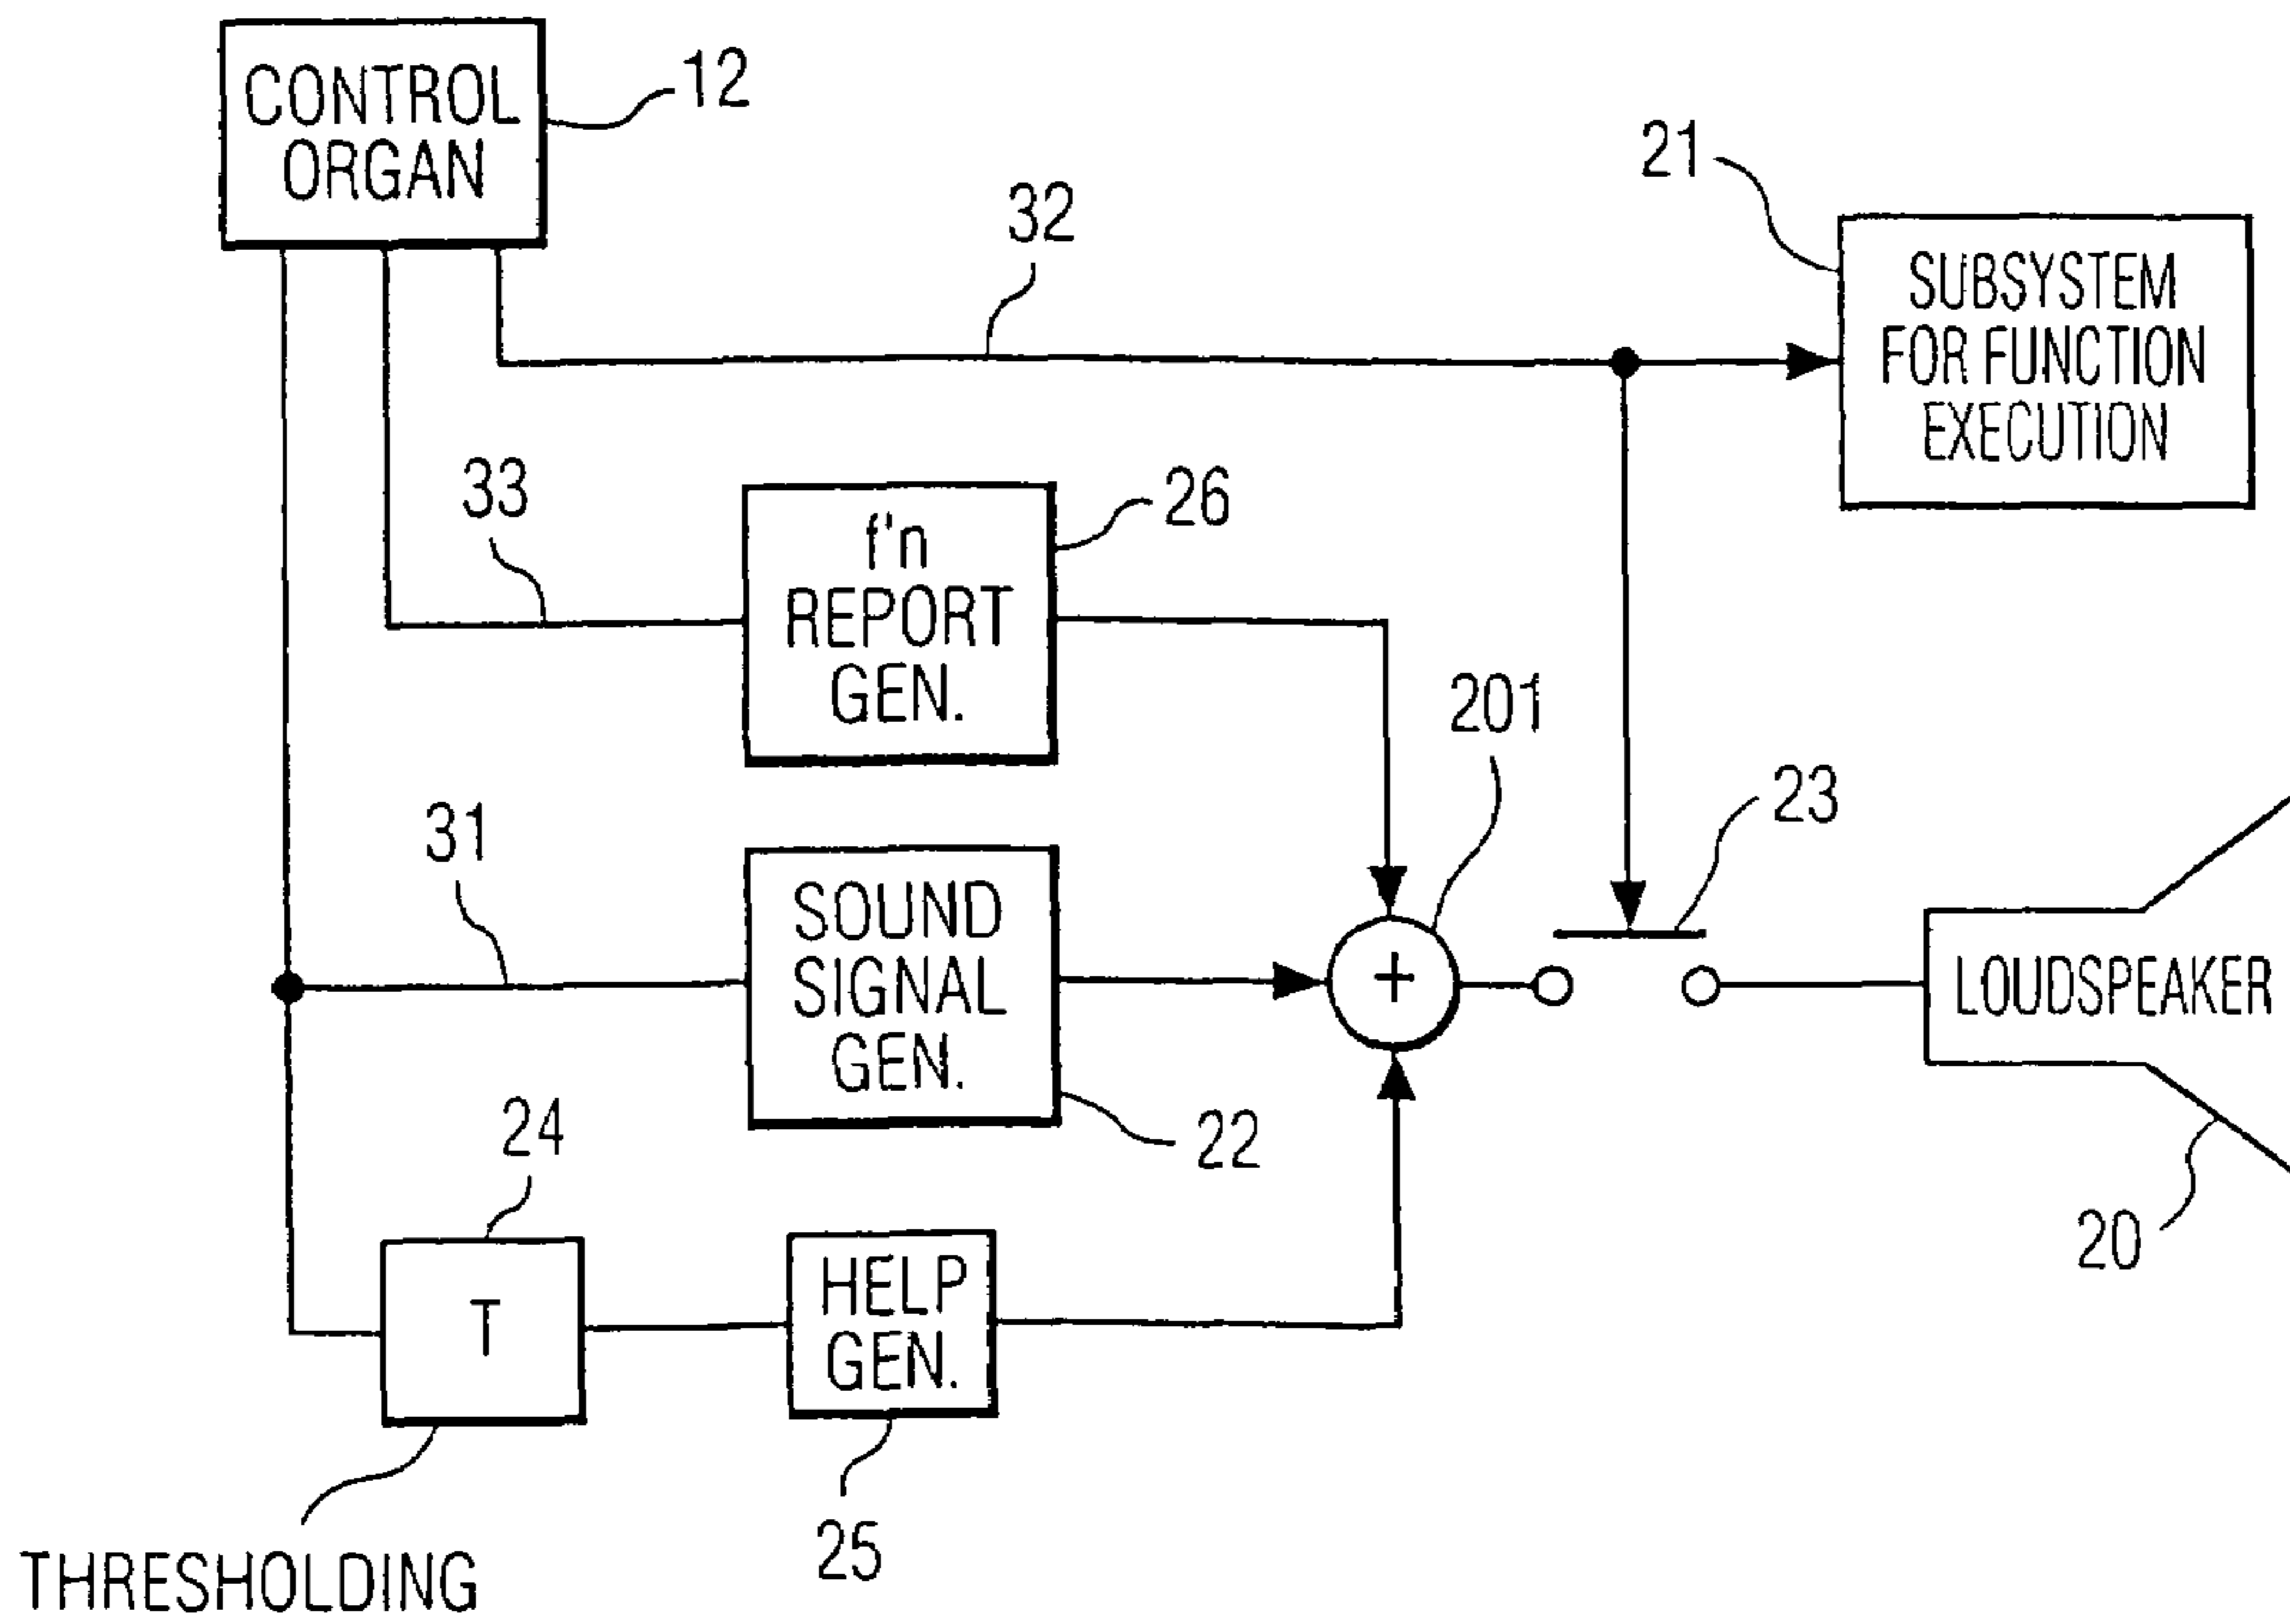 CONTROL
ORGAN
12
21
32
SUBSYSTEM
FOR FUNCTION
EXECUTION
33
26
f'n
REPORT
GEN.
201
23
31
SOUND
SIGNAL
GEN.
+
LOUDSPEAKER
22
24
T
HELP
GEN.
20
25
THRESHOLDING